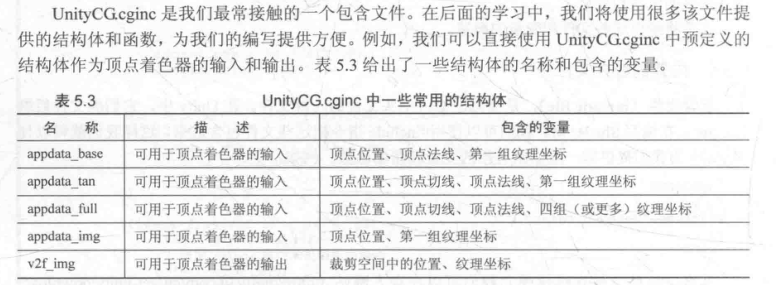 UnityCG.cginc 是我们最常接触的一个包含文件。在后面的学习中，我们将使用很多该文件提
供的结构体和函数，为我们的编写提供方便。例如，我们可以直接使用 UnityCG.cginc 中预定义的
结构体作为顶点着色器的输入和输出。表 5.3 给出了一些结构体的名称和包含的变量。
表 5.3 UnityCG.cginc 中一些常用的结构体
名 称 描 述 包含的变量
appdata_base 可用于顶点着色器的输入 顶点位置、顶点法线、第一组纹理坐标
appdata_tan 可用于顶点着色器的输入 顶点位置、顶点切线、顶点法线、第一组纹理坐标
appdata_full 可用于顶点着色器的输入 顶点位置、顶点切线、顶点法线、四组（或更多）纹理坐标
appdata_img 可用于顶点着色器的输入 顶点位置、第一组纹理坐标
v2f_img 可用于顶点着色器的输出 裁剪空间中的位置、纹理坐标